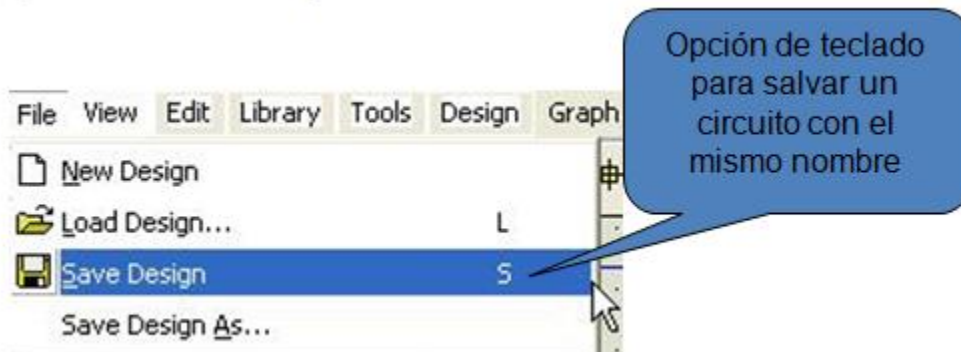 Opción de teclado
para salvar un
circuito con el
mismo nombre
File View Edit Library Tools Design Graph
New Design
Load Design... L
Save Design S
Save Design As...